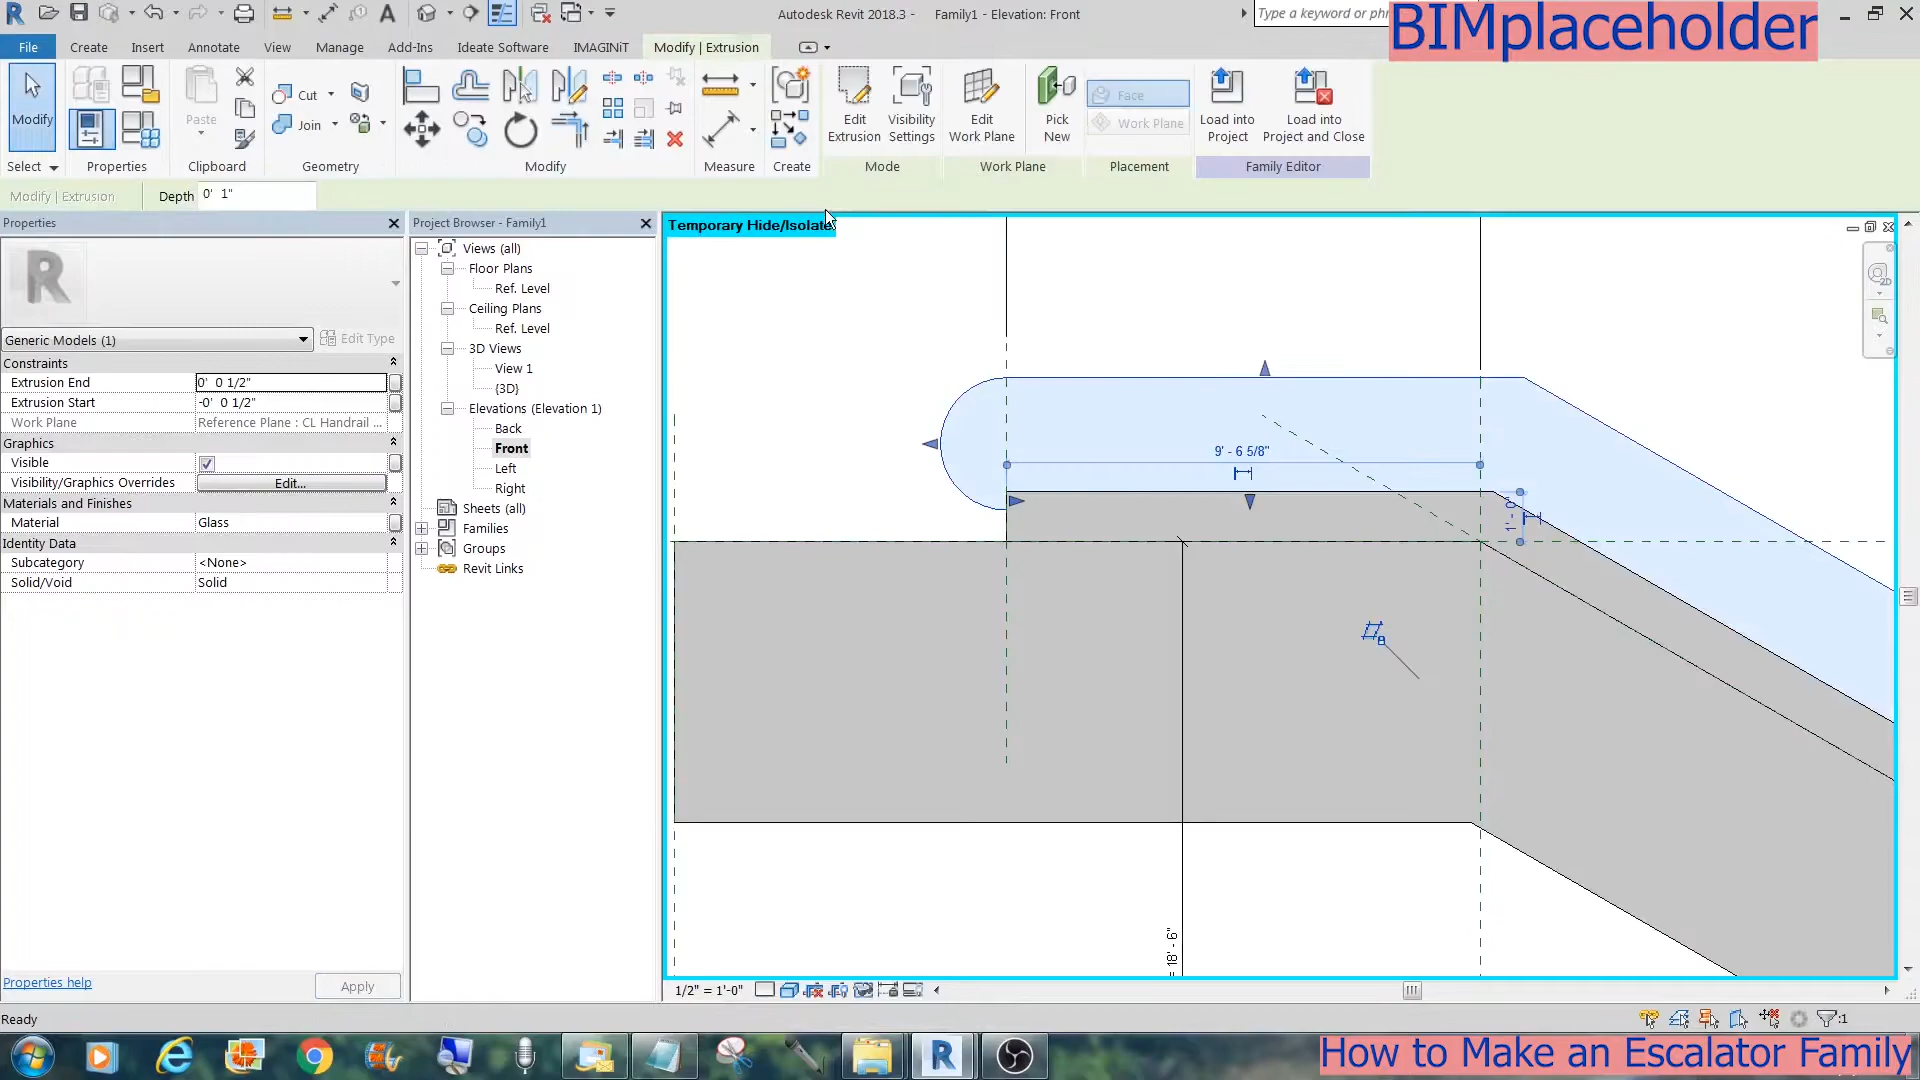 Autodesk Revit 2018.3 - Family1 - Elevation: Front
Type a keyword or phr
BIMplaceholder
File Create Insert Annotate View Manage Add-Ins Ideate Software IMAGINiT Modify | Extrusion
Modify
Paste
Cut
Join
Edit Extrusion
Visibility Settings
Edit Work Plane
Pick New
Face
Work Plane
Load into Project
Load into Project and Close
Select Properties Clipboard Geometry Modify Measure Create Mode Work Plane Placement Family Editor
Modify | Extrusion Depth 0' 1"
Properties
R
Generic Models (1) Edit Type
Constraints
Extrusion End 0' 0 1/2"
Extrusion Start -0' 0 1/2"
Work Plane Reference Plane : CL Handrail ...
Graphics
Visible
Visibility/Graphics Overrides Edit...
Materials and Finishes
Material Glass
Identity Data
Subcategory <None>
Solid/Void Solid
Properties help Apply
Project Browser - Family1
Views (all)
Floor Plans
Ref. Level
Ceiling Plans
Ref. Level
3D Views
View 1
{3D}
Elevations (Elevation 1)
Back
Front
Left
Right
Sheets (all)
Families
Groups
Revit Links
Temporary Hide/Isolate
2D
9' - 6 5/8"
1' - 0"
= 18' - 6"
1/2" = 1'-0"
Ready
:1
How to Make an Escalator Family